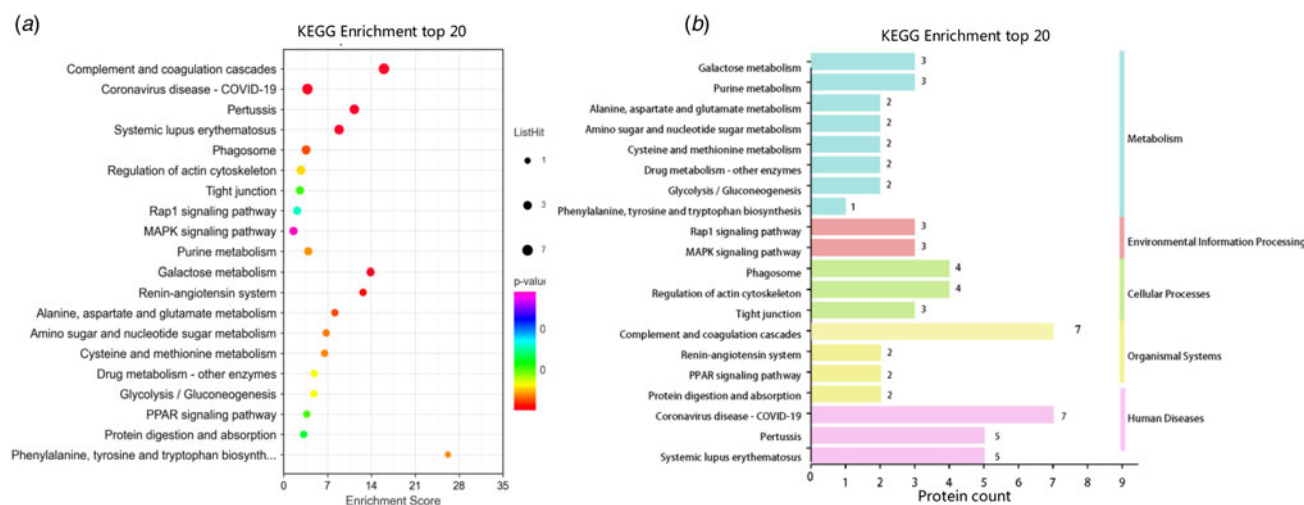 (a)
KEGG Enrichment top 20
Complement and coagulation cascades
Coronavirus disease - COVID-19
Pertussis
Systemic lupus erythematosus
Phagosome
Regulation of actin cytoskeleton
Tight junction
Rap1 signaling pathway
MAPK signaling pathway
Purine metabolism
Galactose metabolism
Renin-angiotensin system
Alanine, aspartate and glutamate metabolism
Amino sugar and nucleotide sugar metabolism
Cysteine and methionine metabolism
Drug metabolism - other enzymes
Glycolysis / Gluconeogenesis
PPAR signaling pathway
Protein digestion and absorption
Phenylalanine, tyrosine and tryptophan biosynth...
0 7 14 21 28 35
Enrichment Score
ListHit
1
3
7
p-value
0
0
(b)
KEGG Enrichment top 20
Galactose metabolism 3
Purine metabolism 3
Alanine, aspartate and glutamate metabolism 2
Amino sugar and nucleotide sugar metabolism 2
Cysteine and methionine metabolism 2
Drug metabolism - other enzymes 2
Glycolysis / Gluconeogenesis 2
Phenylalanine, tyrosine and tryptophan biosynthesis 1
Rap1 signaling pathway 3
MAPK signaling pathway 3
Phagosome 4
Regulation of actin cytoskeleton 4
Tight junction 3
Complement and coagulation cascades 7
Renin-angiotensin system 2
PPAR signaling pathway 2
Protein digestion and absorption 2
Coronavirus disease - COVID-19 7
Pertussis 5
Systemic lupus erythematosus 5
0 1 2 3 4 5 6 7 8 9
Protein count
Metabolism
Environmental Information Processing
Cellular Processes
Organismal Systems
Human Diseases